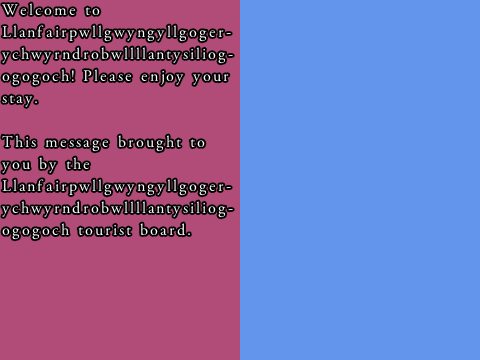 Welcome to
Llanfairpwllgwyngyllgoger-
ychwyrndrobwllllantysiliog-
ogogoch! Please enjoy your
stay.

This message brought to
you by the
Llanfairpwllgwyngyllgoger-
ychwyrndrobwllllantysiliog-
ogogoch tourist board.